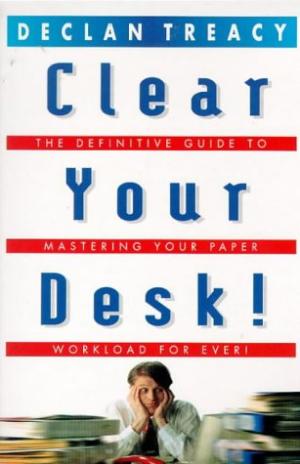 DECLAN TREACY
Clear
THE DEFINITIVE GUIDE TO
Your
MASTERING YOUR PAPER
Desk!
WORKLOAD FOR EVER!